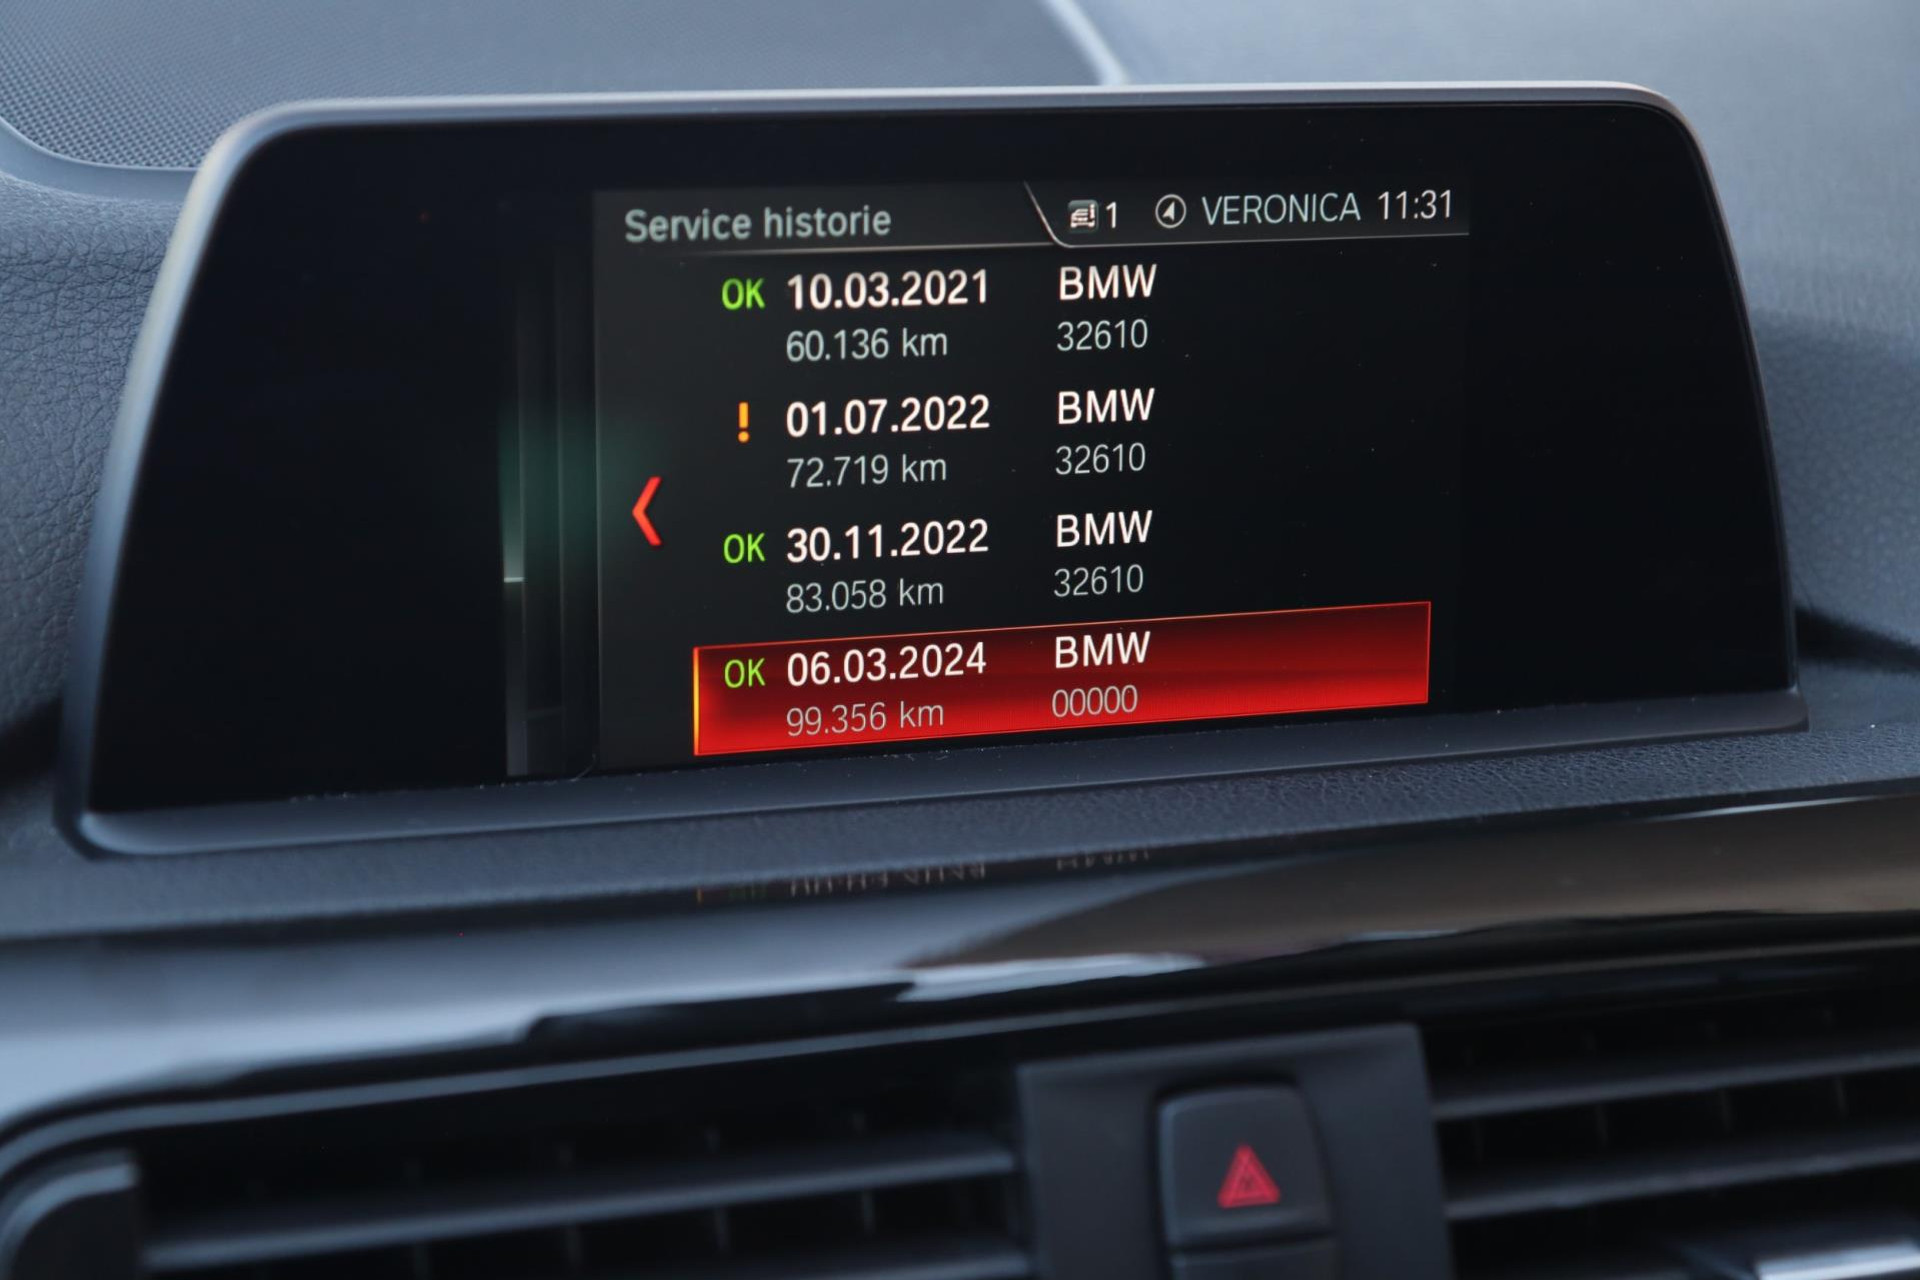 Service historie
1 VERONICA 11:31
OK 10.03.2021 BMW
60.136 km 32610
! 01.07.2022 BMW
72.719 km 32610
OK 30.11.2022 BMW
83.058 km 32610
OK 06.03.2024 BMW
99.356 km 00000